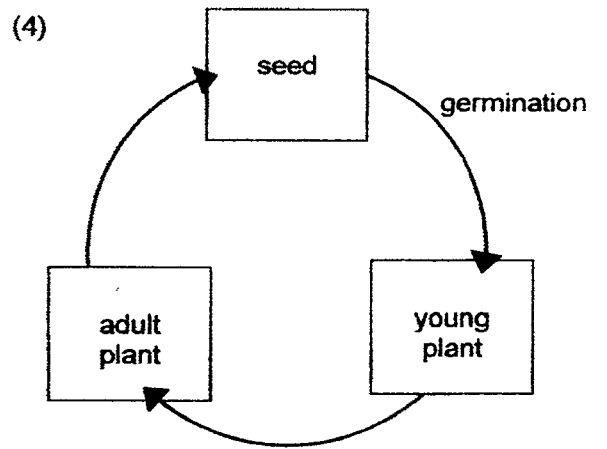 (4)
seed
germination
adult
plant
young
plant